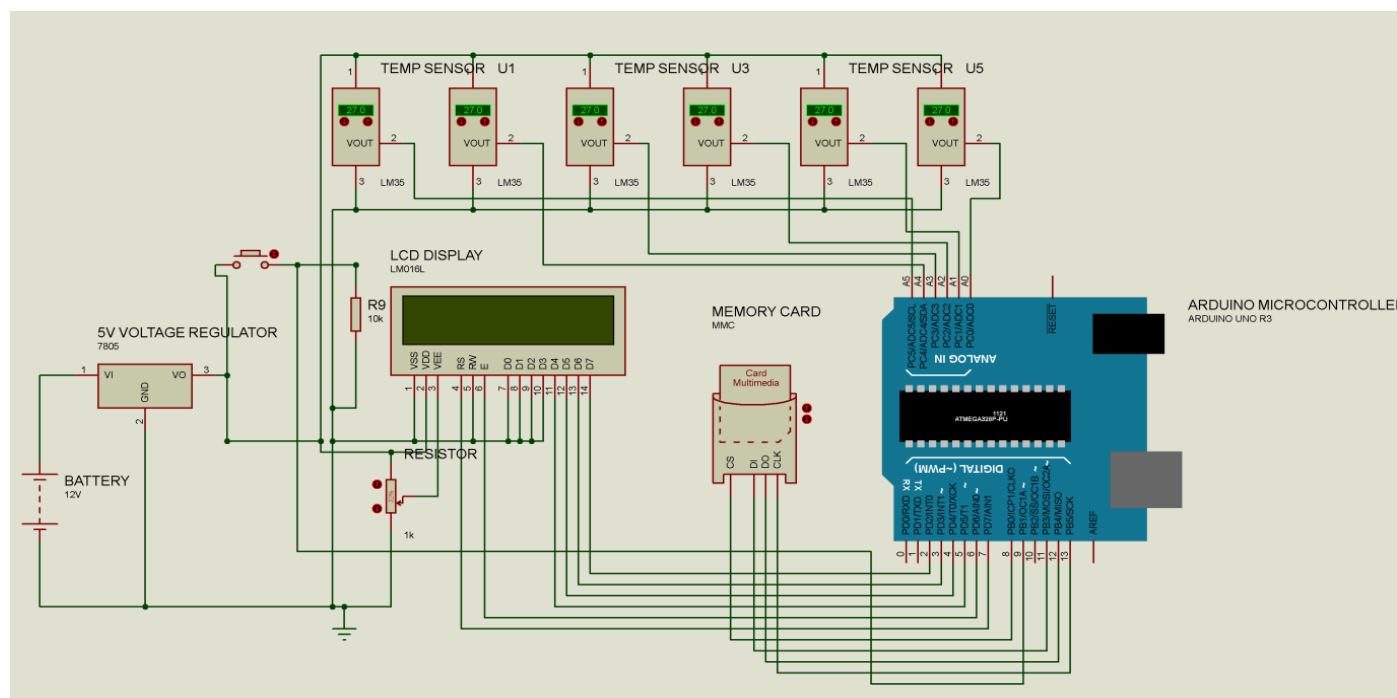 TEMP SENSOR U1
TEMP SENSOR U3
TEMP SENSOR U5
1
1
1
1
1
1
27.0
27.0
27.0
27.0
27.0
27.0
VOUT
2
VOUT
2
VOUT
2
VOUT
2
VOUT
2
VOUT
2
3
LM35
3
LM35
3
LM35
3
LM35
3
LM35
3
LM35
LCD DISPLAY
LM016L
R9
10k
VSS
VDD
VEE
RS
RW
E
D0
D1
D2
D3
D4
D5
D6
D7
1
2
3
4
5
6
7
8
9
10
11
12
13
14
5V VOLTAGE REGULATOR
7805
1
VI
VO
3
GND
2
BATTERY
12V
RESISTOR
1k
MEMORY CARD
MMC
Card
Multimedia
CS
DI
DO
CLK
A5
A4
A3
A2
A1
A0
PC5/ADC5/SCL
PC4/ADC4/SDA
PC3/ADC3
PC2/ADC2
PC1/ADC1
PC0/ADC0
ANALOG IN
RESET
ARDUINO MICROCONTROLLER
ARDUINO UNO R3
1121
ATMEGA328P-PU
DIGITAL (~PWM)
RX
TX
~
~
~
~
~
~
PD0/RXD
PD1/TXD
PD2/INT0
PD3/INT1
PD4/T0/XCK
PD5/T1
PD6/AIN0
PD7/AIN1
PB0/ICP1/CLKO
PB1/OC1A
PB2/SS/OC1B
PB3/MOSI/OC2A
PB4/MISO
PB5/SCK
AREF
0
1
2
3
4
5
6
7
8
9
10
11
12
13